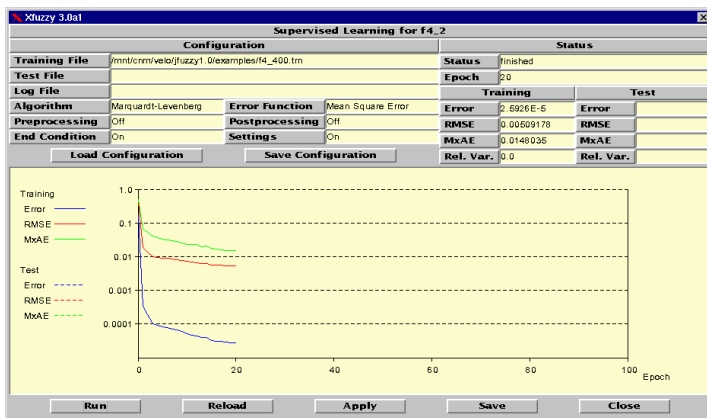 Xfuzzy 3.0a1
Supervised Learning for f4_2
Configuration
Status
Training File /mnt/cnm/velo/jfuzzy1.0/examples/f4_400.trn
Status finished
Test File
Epoch 20
Log File
Training Test
Algorithm Marquardt-Levenberg Error Function Mean Square Error
Error 2.5926E-5 Error
Preprocessing Off Postprocessing Off
RMSE 0.00509178 RMSE
End Condition On Settings On
MxAE 0.0148035 MxAE
Load Configuration Save Configuration
Rel. Var. 0.0 Rel. Var.
Training
Error
RMSE
MxAE
Test
Error
RMSE
MxAE
1.0
0.1
0.01
0.001
0.0001
0 20 40 60 80 100
Epoch
Run Reload Apply Save Close